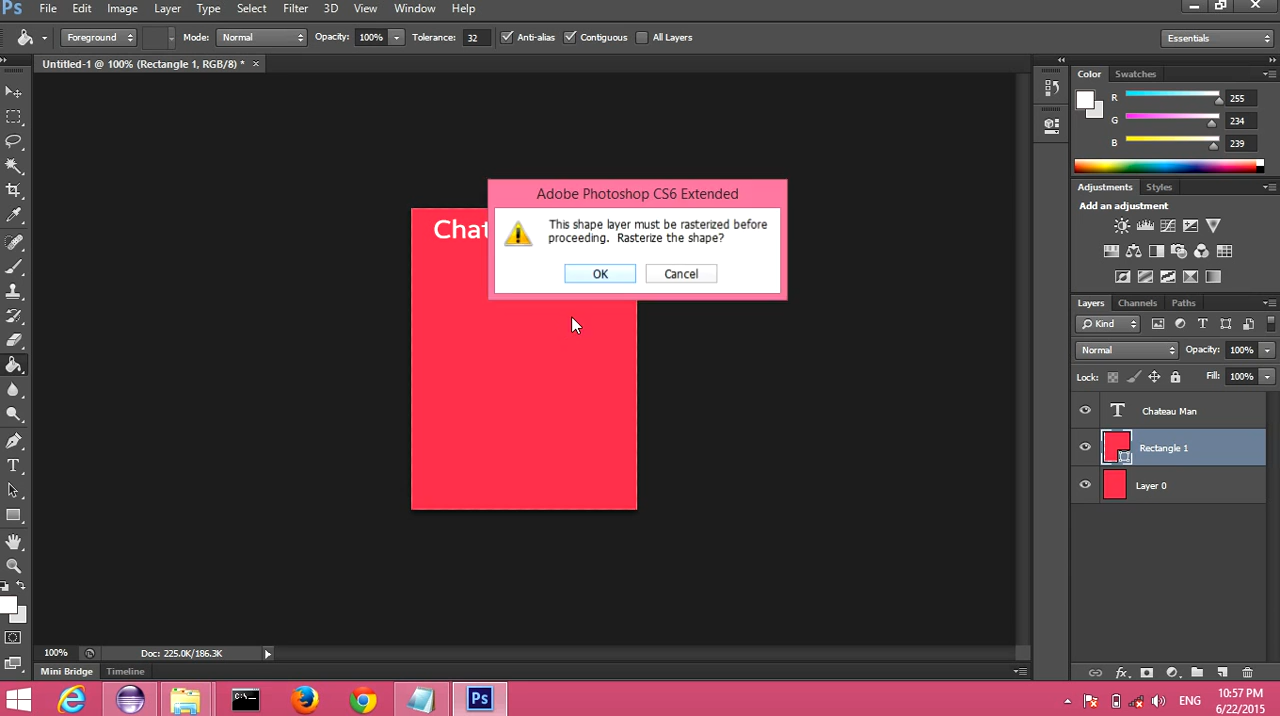 Ps File Edit Image Layer Type Select Filter 3D View Window Help
Foreground Mode: Normal Opacity: 100% Tolerance: 32 Anti-alias Contiguous All Layers Essentials
Untitled-1 @ 100% (Rectangle 1, RGB/8) * ×
Chat
Adobe Photoshop CS6 Extended
This shape layer must be rasterized before
proceeding. Rasterize the shape?
OK Cancel
Color Swatches
R 255
G 234
B 239
Adjustments Styles
Add an adjustment
Layers Channels Paths
Kind
Normal Opacity: 100%
Lock: Fill: 100%
T Chateau Man
Rectangle 1
Layer 0
100% Doc: 225.0K/186.3K
Mini Bridge Timeline
Ps ENG 10:57 PM
6/22/2015